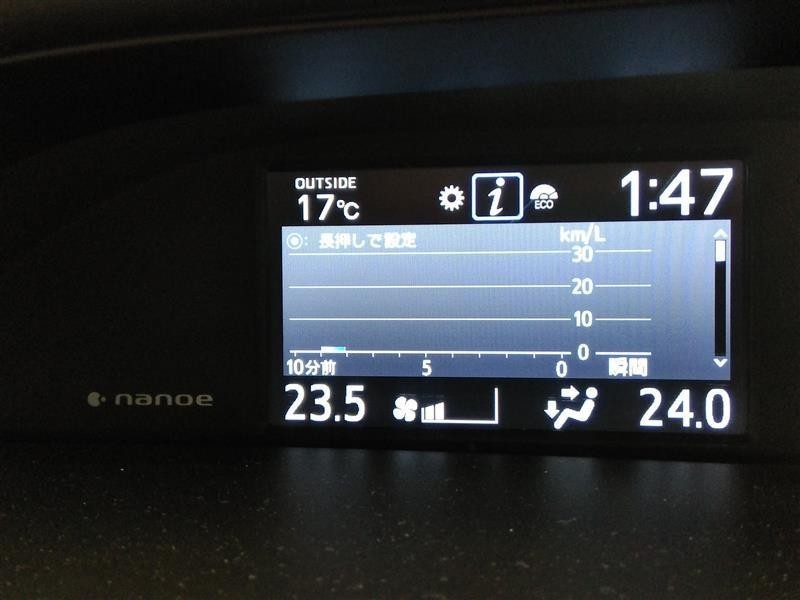 OUTSIDE
17℃
i
ECO
1:47
◉: 長押しで設定
km/L
30
20
10
0
10分前 5 0 瞬間
23.5
24.0
nanoe